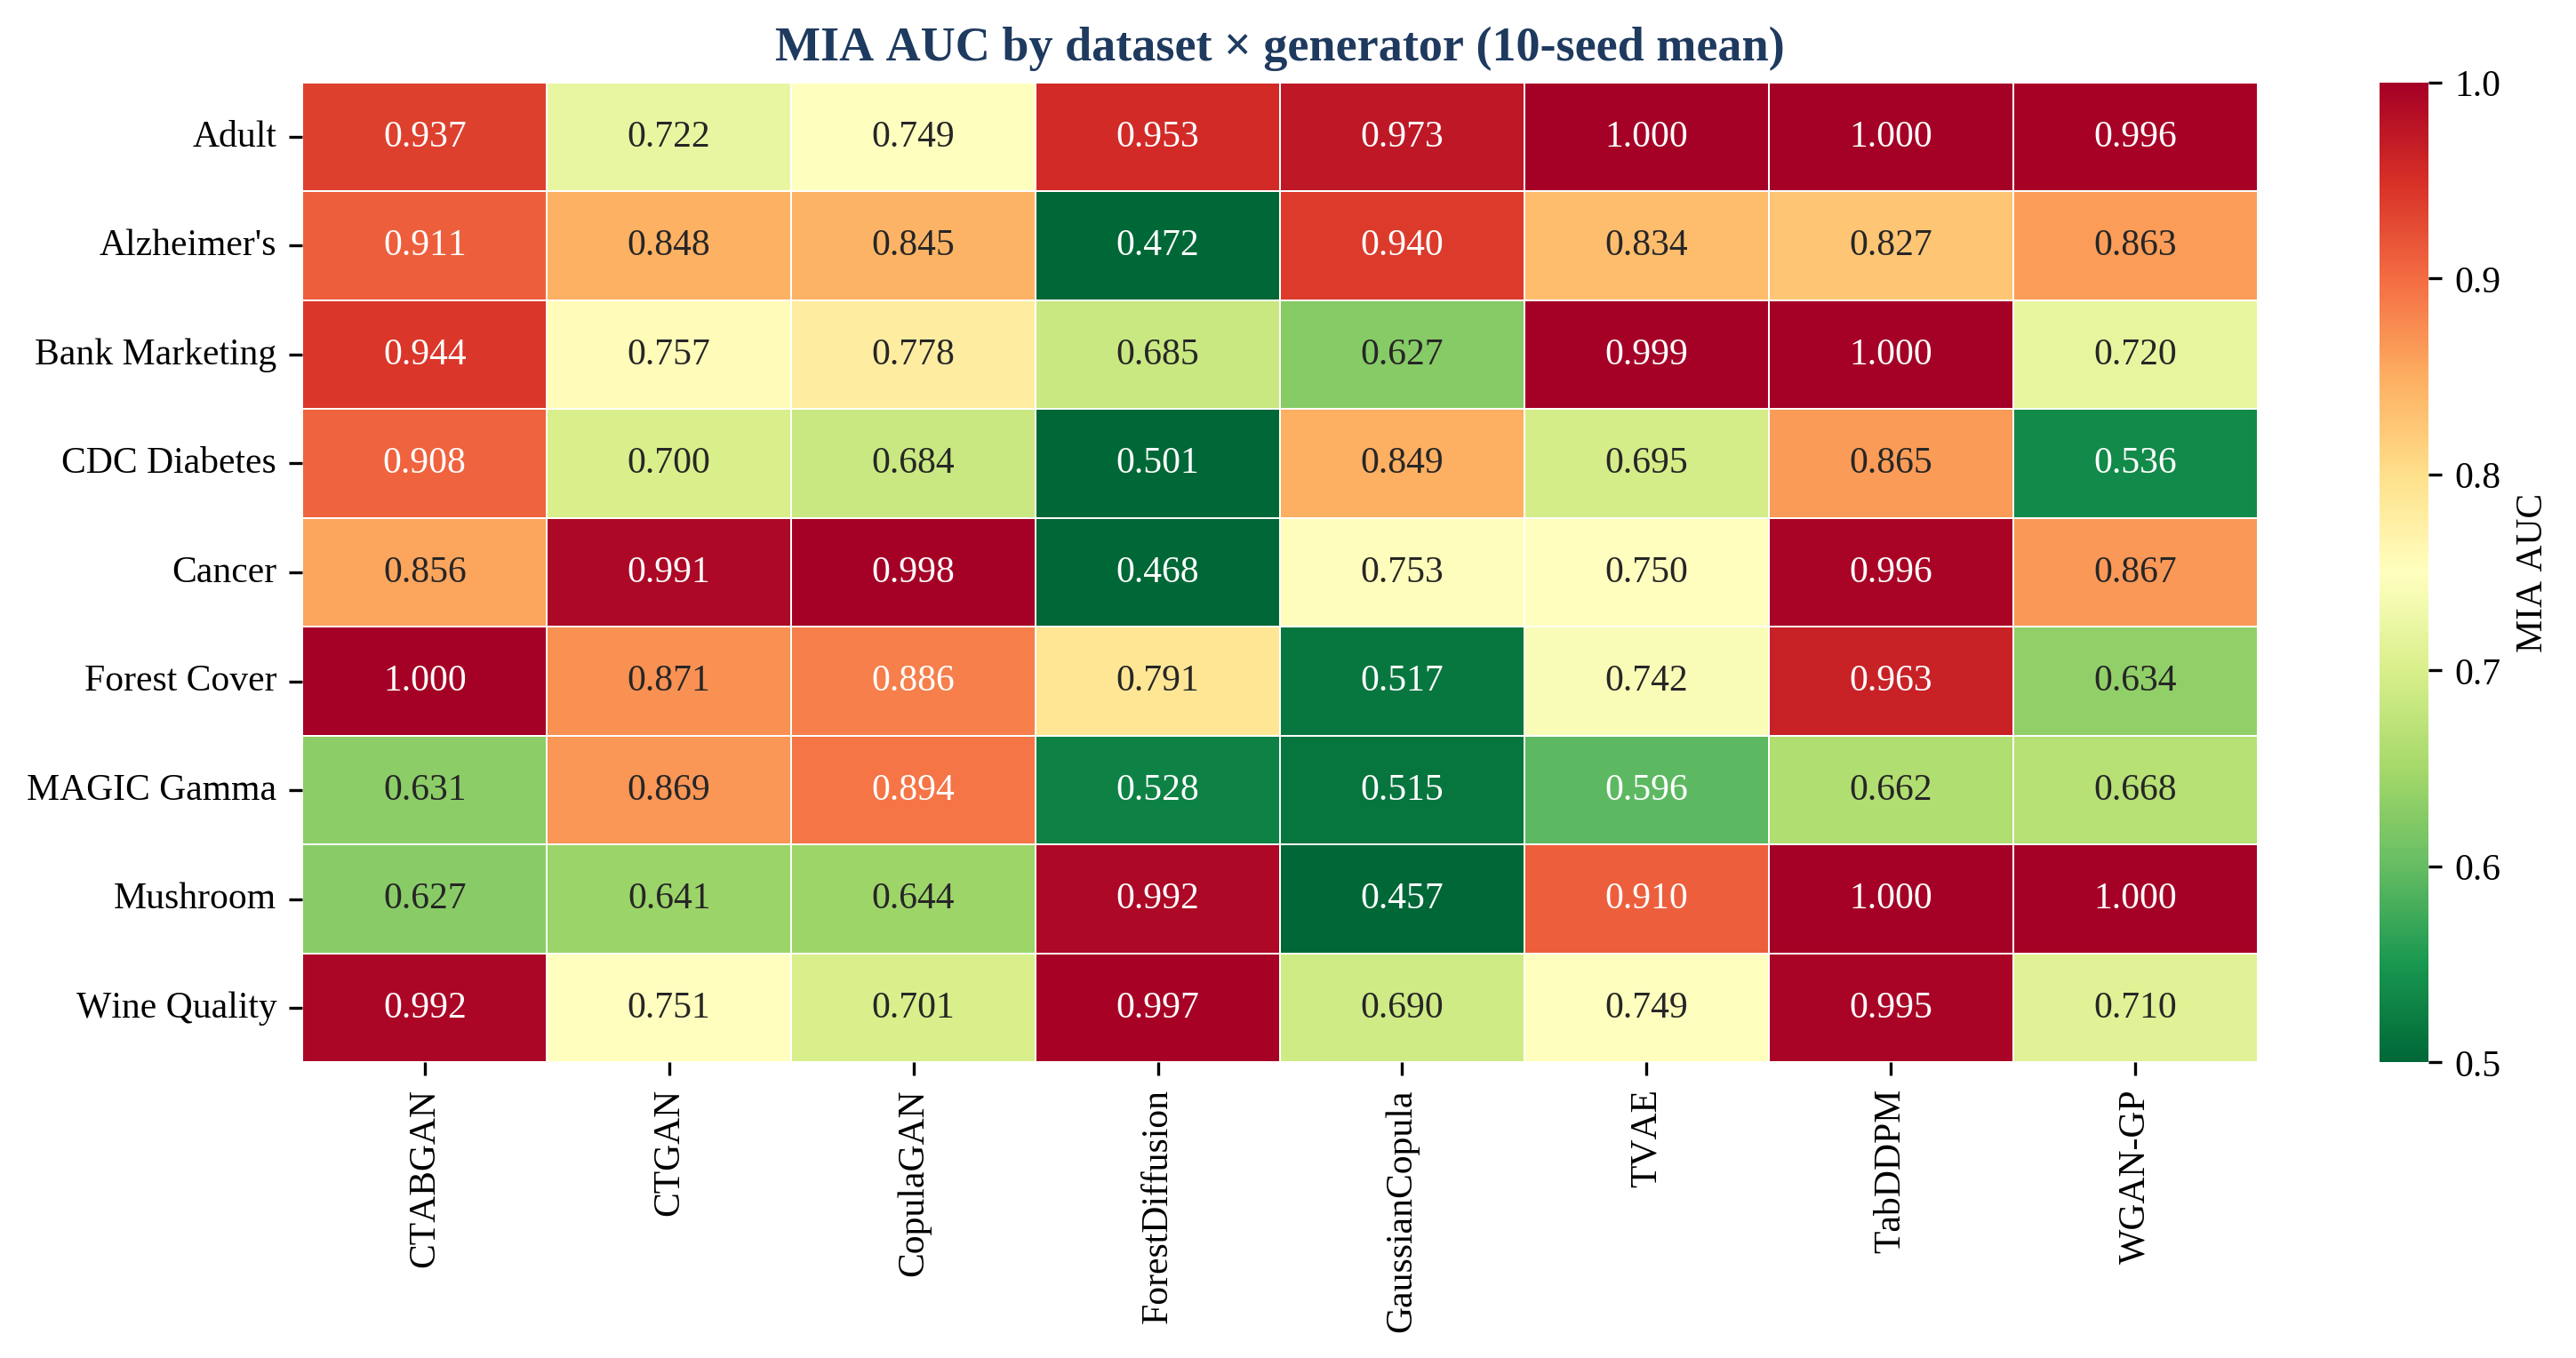 MIA AUC by dataset × generator (10-seed mean)
Adult 0.937 0.722 0.749 0.953 0.973 1.000 1.000 0.996
Alzheimer's 0.911 0.848 0.845 0.472 0.940 0.834 0.827 0.863
Bank Marketing 0.944 0.757 0.778 0.685 0.627 0.999 1.000 0.720
CDC Diabetes 0.908 0.700 0.684 0.501 0.849 0.695 0.865 0.536
Cancer 0.856 0.991 0.998 0.468 0.753 0.750 0.996 0.867
Forest Cover 1.000 0.871 0.886 0.791 0.517 0.742 0.963 0.634
MAGIC Gamma 0.631 0.869 0.894 0.528 0.515 0.596 0.662 0.668
Mushroom 0.627 0.641 0.644 0.992 0.457 0.910 1.000 1.000
Wine Quality 0.992 0.751 0.701 0.997 0.690 0.749 0.995 0.710
CTABGAN
CTGAN
CopulaGAN
ForestDiffusion
GaussianCopula
TVAE
TabDDPM
WGAN-GP
1.0
0.9
0.8
0.7
0.6
0.5
MIA AUC